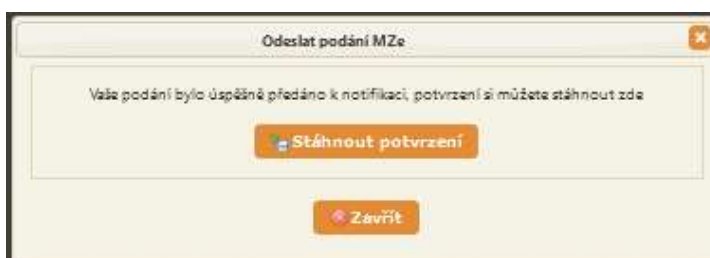 Odeslat podání MZe
Vaše podání bylo úspěšně předáno k notifikaci, potvrzení si můžete stáhnout zde
Stáhnout potvrzení
Zavřít